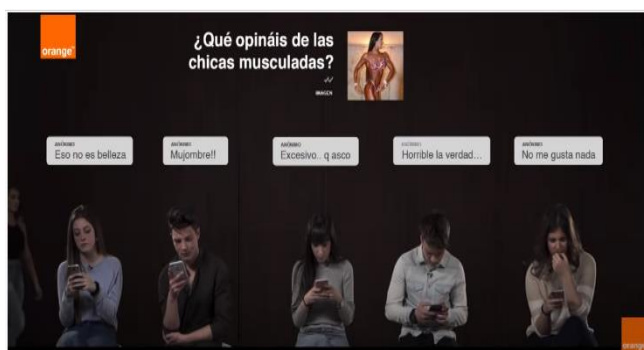 orange™
¿Qué opináis de las
chicas musculadas?
IMAGEN
ANÓNIMO
Eso no es belleza
ANÓNIMO
Mujombre!!
ANÓNIMO
Excesivo.. q asco
ANÓNIMO
Horrible la verdad...
ANÓNIMO
No me gusta nada
orange